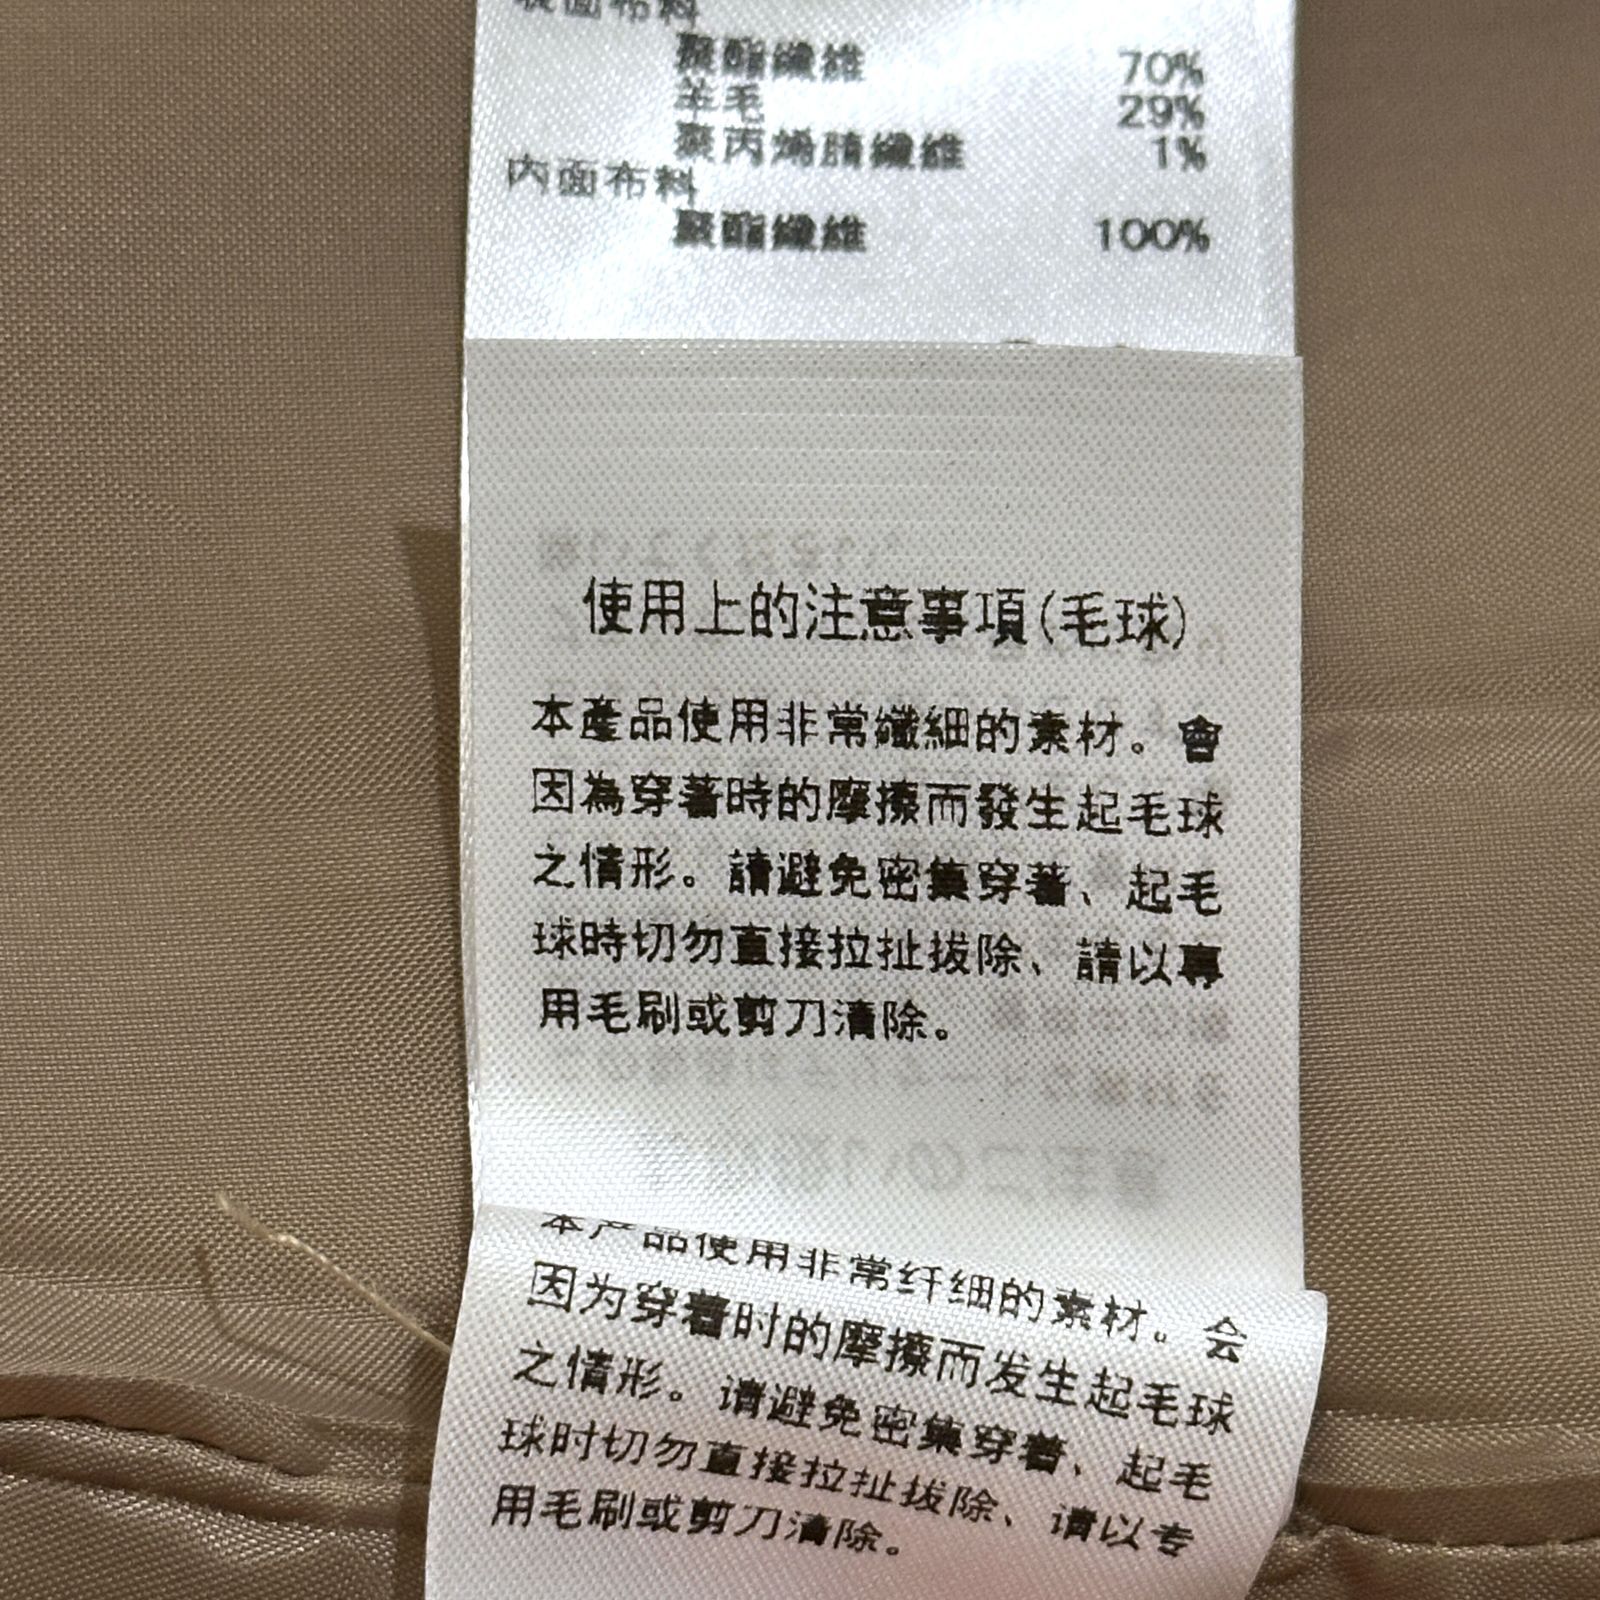 表面布料
聚酯纖維 70%
羊毛 29%
聚丙烯腈纖維 1%
內面布料
聚酯纖維 100%
使用上的注意事項(毛球)
本產品使用非常纖細的素材。會
因為穿著時的摩擦而發生起毛球
之情形。請避免密集穿著、起毛
球時切勿直接拉扯拔除、請以專
用毛刷或剪刀清除。
本产品使用非常纤细的素材。会
因为穿着时的摩擦而发生起毛球
之情形。请避免密集穿着、起毛
球时切勿直接拉扯拔除、请以专
用毛刷或剪刀清除。